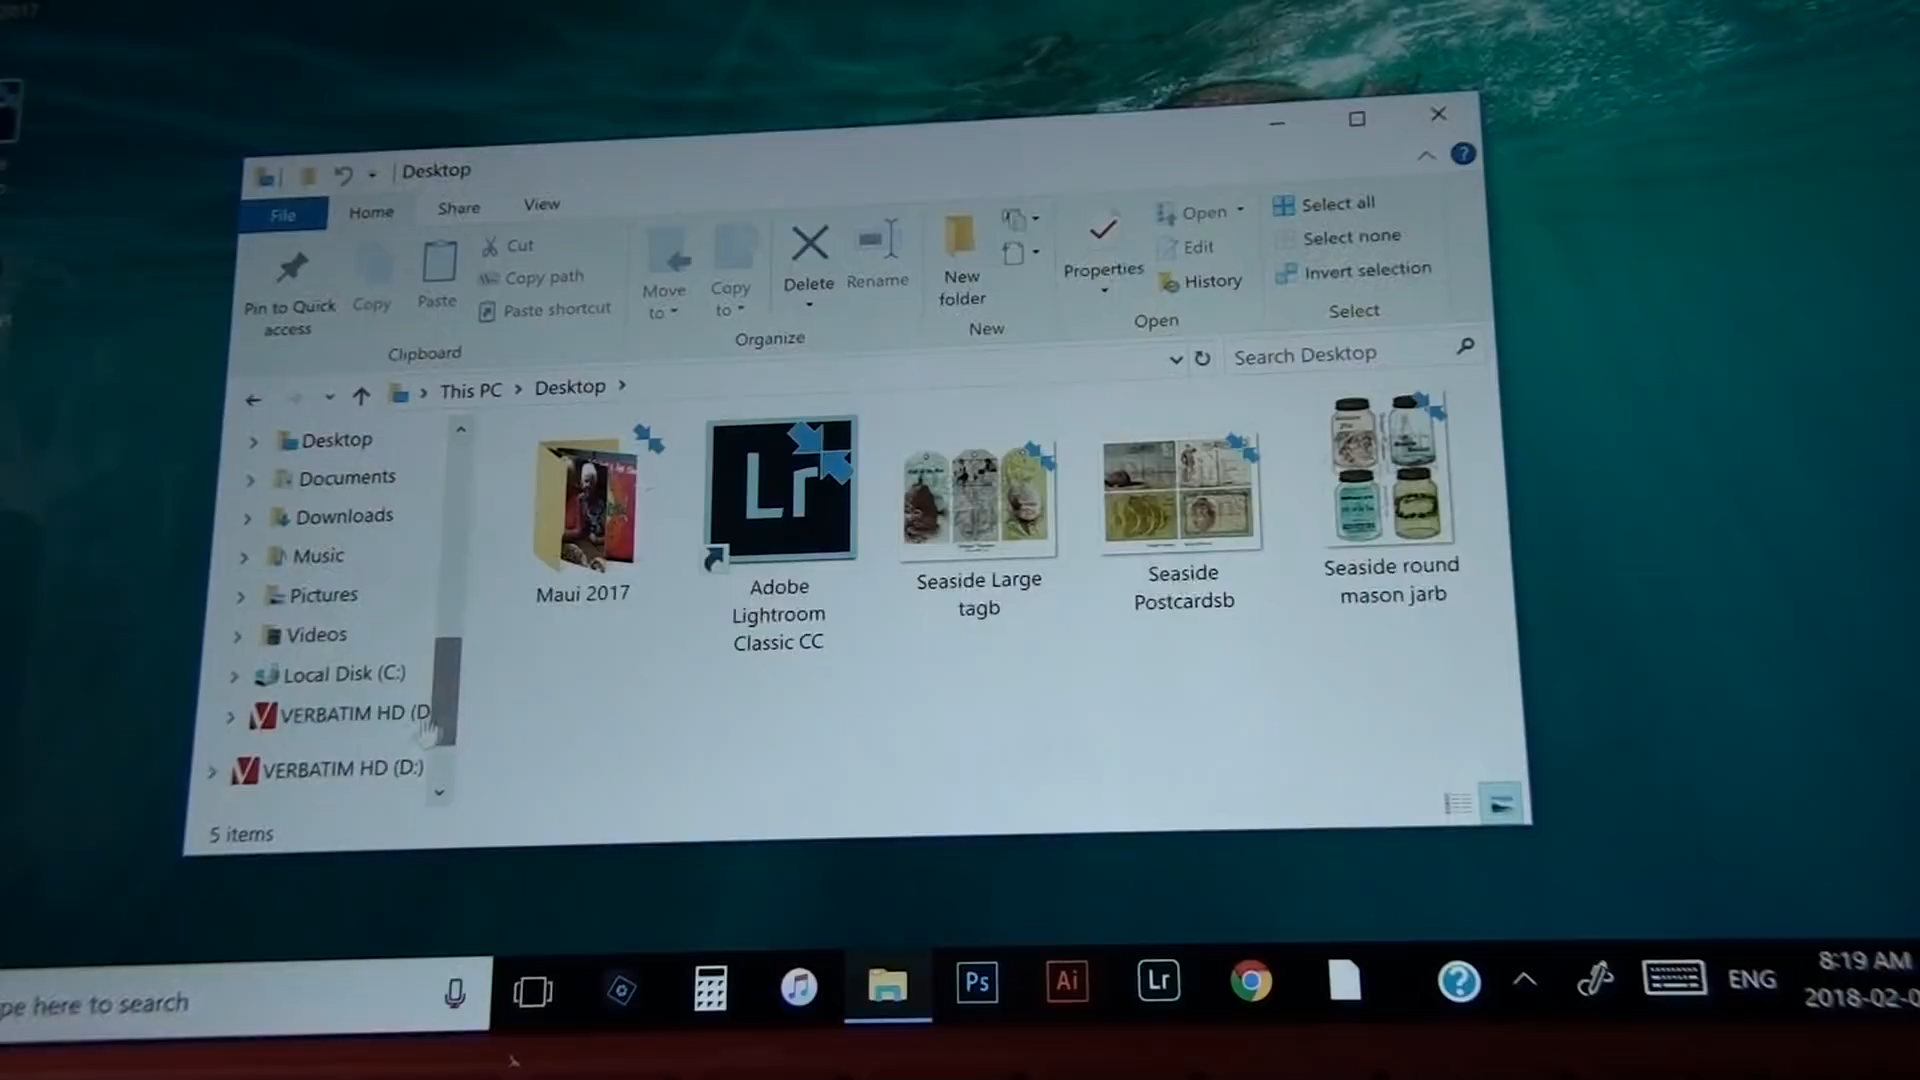 Desktop
File Home Share View
Pin to Quick access
Copy
Paste
Cut
Copy path
Paste shortcut
Clipboard
Move to
Copy to
Delete
Rename
Organize
New folder
New
Properties
Open
Edit
History
Open
Select all
Select none
Invert selection
Select
This PC > Desktop >
Search Desktop
Desktop
Documents
Downloads
Music
Pictures
Videos
Local Disk (C:)
VERBATIM HD (D
VERBATIM HD (D:)
Maui 2017
Lr
Adobe
Lightroom
Classic CC
Seaside Large
tagb
Seaside
Postcardsb
Seaside round
mason jarb
5 items
pe here to search
Ps
Ai
Lr
ENG
8:19 AM
2018-02-0